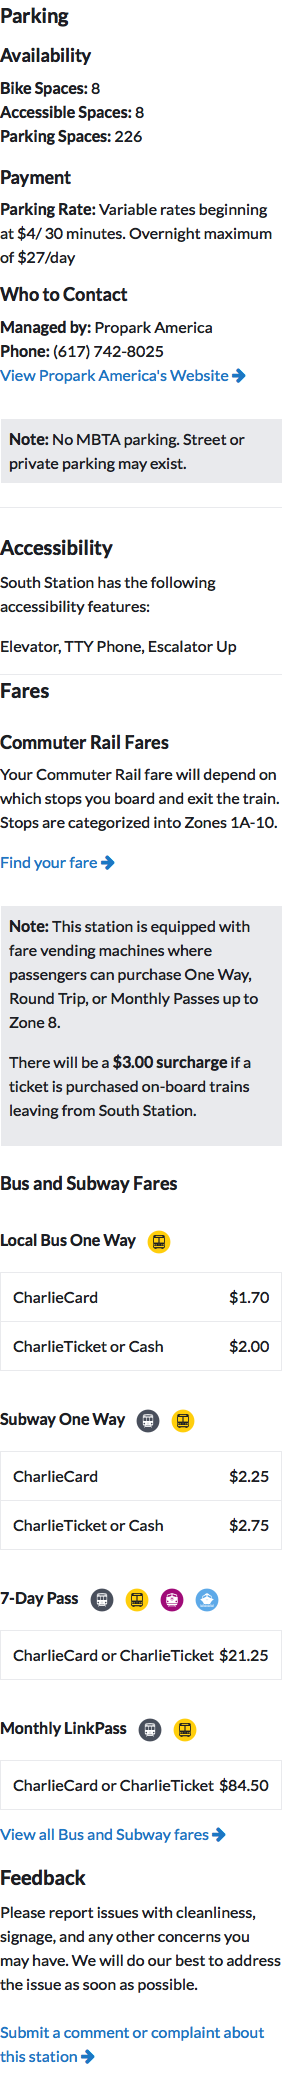 Parking
Availability
Bike Spaces: 8
Accessible Spaces: 8
Parking Spaces: 226
Payment
Parking Rate: Variable rates beginning
at $4/ 30 minutes. Overnight maximum
of $27/day
Who to Contact
Managed by: Propark America
Phone: (617) 742-8025
View Propark America's Website
Note: No MBTA parking. Street or
private parking may exist.
Accessibility
South Station has the following
accessibility features:
Elevator, TTY Phone, Escalator Up
Fares
Commuter Rail Fares
Your Commuter Rail fare will depend on
which stops you board and exit the train.
Stops are categorized into Zones 1A-10.
Find your fare
Note: This station is equipped with
fare vending machines where
passengers can purchase One Way,
Round Trip, or Monthly Passes up to
Zone 8.
There will be a $3.00 surcharge if a
ticket is purchased on-board trains
leaving from South Station.
Bus and Subway Fares
Local Bus One Way
CharlieCard $1.70
CharlieTicket or Cash $2.00
Subway One Way
CharlieCard $2.25
CharlieTicket or Cash $2.75
7-Day Pass
CharlieCard or CharlieTicket $21.25
Monthly LinkPass
CharlieCard or CharlieTicket $84.50
View all Bus and Subway fares
Feedback
Please report issues with cleanliness,
signage, and any other concerns you
may have. We will do our best to address
the issue as soon as possible.
Submit a comment or complaint about
this station